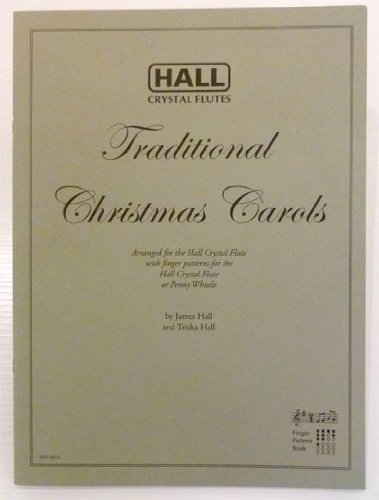 HALL
CRYSTAL FLUTES
Traditional
Christmas Carols
Arranged for the Hall Crystal Flute
with finger patterns for the
Hall Crystal Flute
or Penny Whistle
by James Hall
and Triska Hall
Finger
Pattern
Book